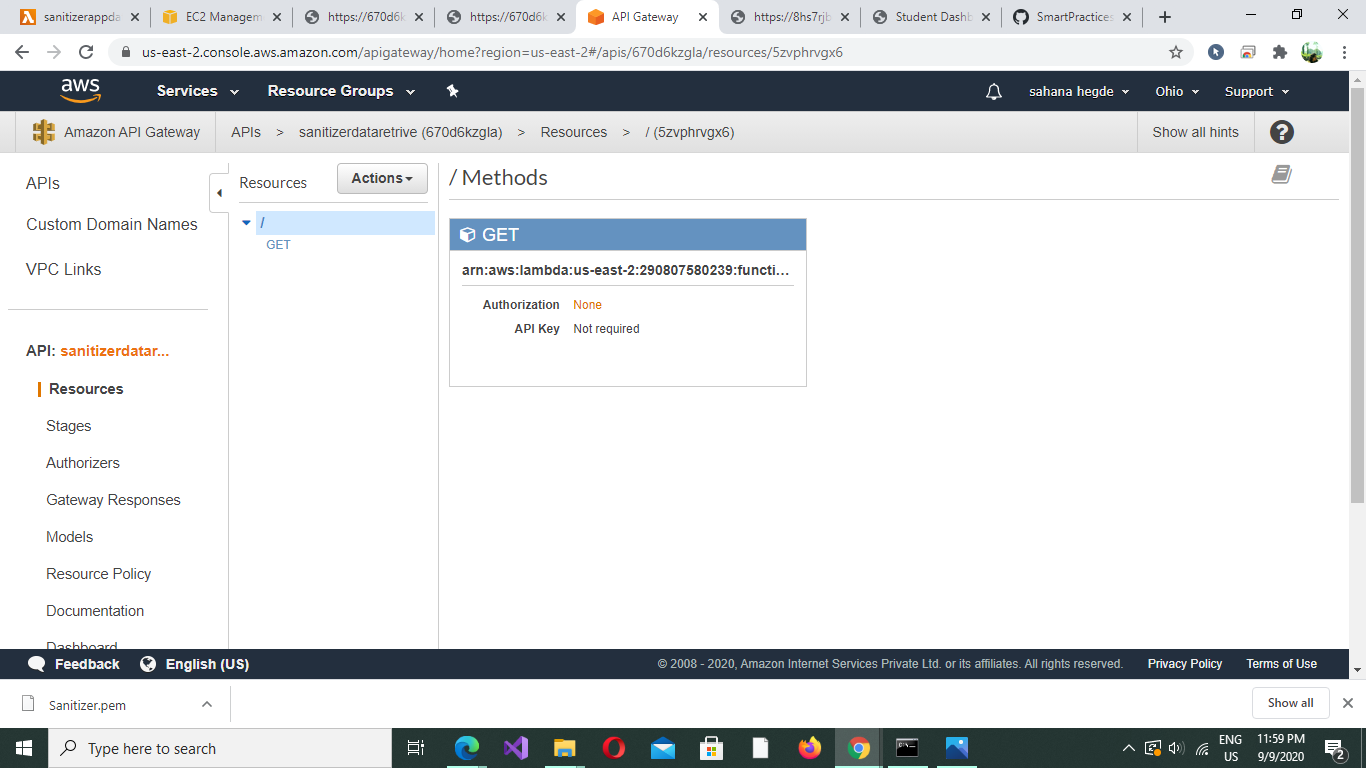 sanitizerappda
EC2 Managem
https://670d6k
https://670d6k
API Gateway
https://8hs7rjb
Student Dashb
SmartPractices
us-east-2.console.aws.amazon.com/apigateway/home?region=us-east-2#/apis/670d6kzgla/resources/5zvphrvgx6
aws Services Resource Groups sahana hegde Ohio Support
Amazon API Gateway APIs > sanitizerdataretrive (670d6kzgla) > Resources > / (5zvphrvgx6) Show all hints ?
APIs
Custom Domain Names
VPC Links
API: sanitizerdatar...
Resources
Stages
Authorizers
Gateway Responses
Models
Resource Policy
Documentation
Dashboard
Resources Actions
/
GET
/ Methods
GET
arn:aws:lambda:us-east-2:290807580239:functi...
Authorization None
API Key Not required
Feedback English (US) © 2008 - 2020, Amazon Internet Services Private Ltd. or its affiliates. All rights reserved. Privacy Policy Terms of Use
Sanitizer.pem Show all
Type here to search
ENG
US
11:59 PM
9/9/2020
2